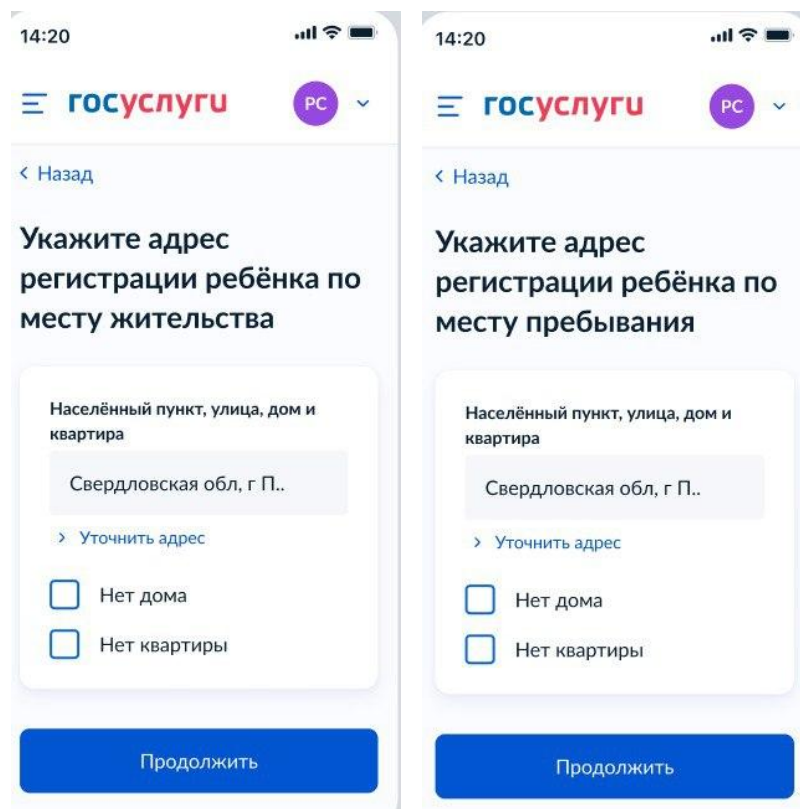 14:20
госуслуги
РС
Назад
Укажите адрес
регистрации ребёнка по
месту жительства
Населённый пункт, улица, дом и
квартира
Свердловская обл, г П..
Уточнить адрес
Нет дома
Нет квартиры
Продолжить
14:20
госуслуги
РС
Назад
Укажите адрес
регистрации ребёнка по
месту пребывания
Населённый пункт, улица, дом и
квартира
Свердловская обл, г П..
Уточнить адрес
Нет дома
Нет квартиры
Продолжить